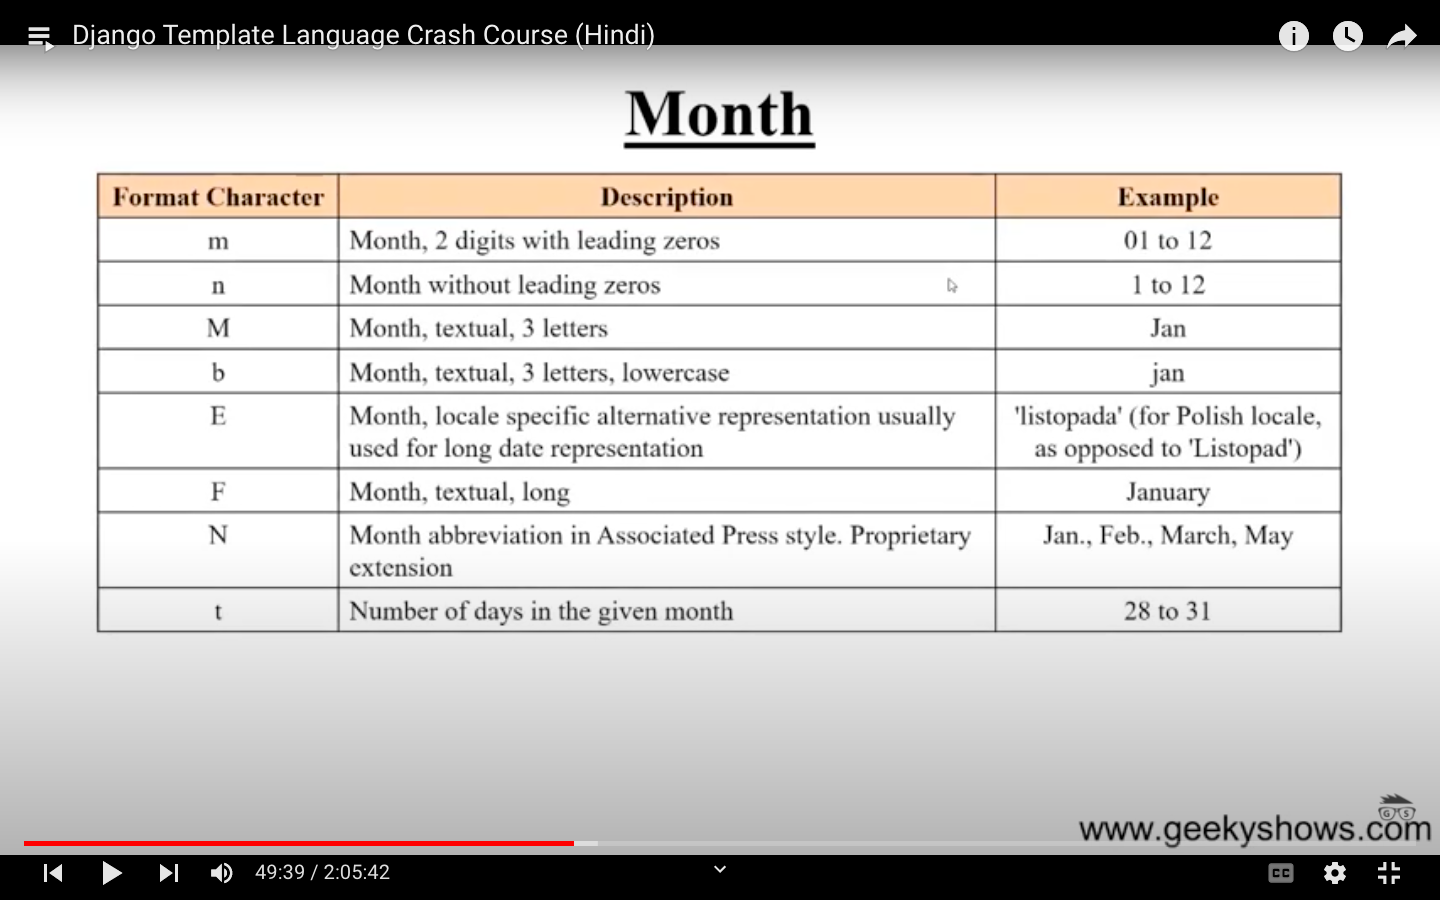 Django Template Language Crash Course (Hindi)
Month
Format Character Description Example
m Month, 2 digits with leading zeros 01 to 12
n Month without leading zeros 1 to 12
M Month, textual, 3 letters Jan
b Month, textual, 3 letters, lowercase jan
E Month, locale specific alternative representation usually 'listopada' (for Polish locale,
used for long date representation as opposed to 'Listopad')
F Month, textual, long January
N Month abbreviation in Associated Press style. Proprietary Jan., Feb., March, May
extension
t Number of days in the given month 28 to 31
GS
www.geekyshows.com
49:39 / 2:05:42 CC